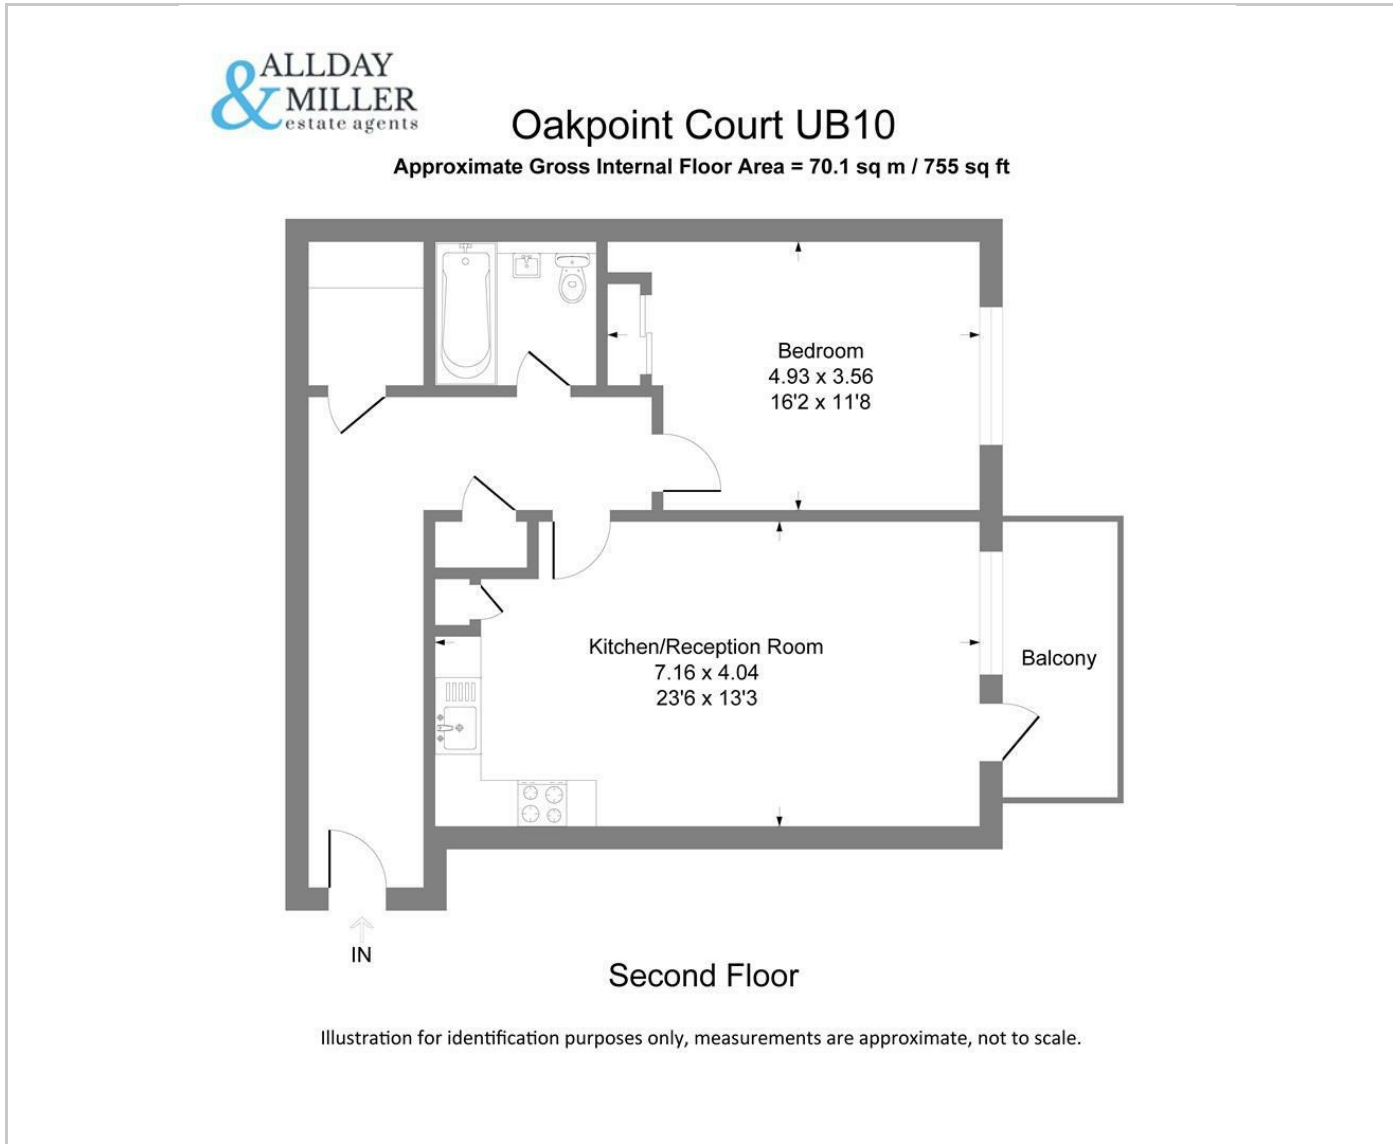 ALLDAY
& MILLER
estate agents
Oakpoint Court UB10
Approximate Gross Internal Floor Area = 70.1 sq m / 755 sq ft
Bedroom
4.93 x 3.56
16'2 x 11'8
Kitchen/Reception Room
7.16 x 4.04
23'6 x 13'3
Balcony
IN
Second Floor
Illustration for identification purposes only, measurements are approximate, not to scale.